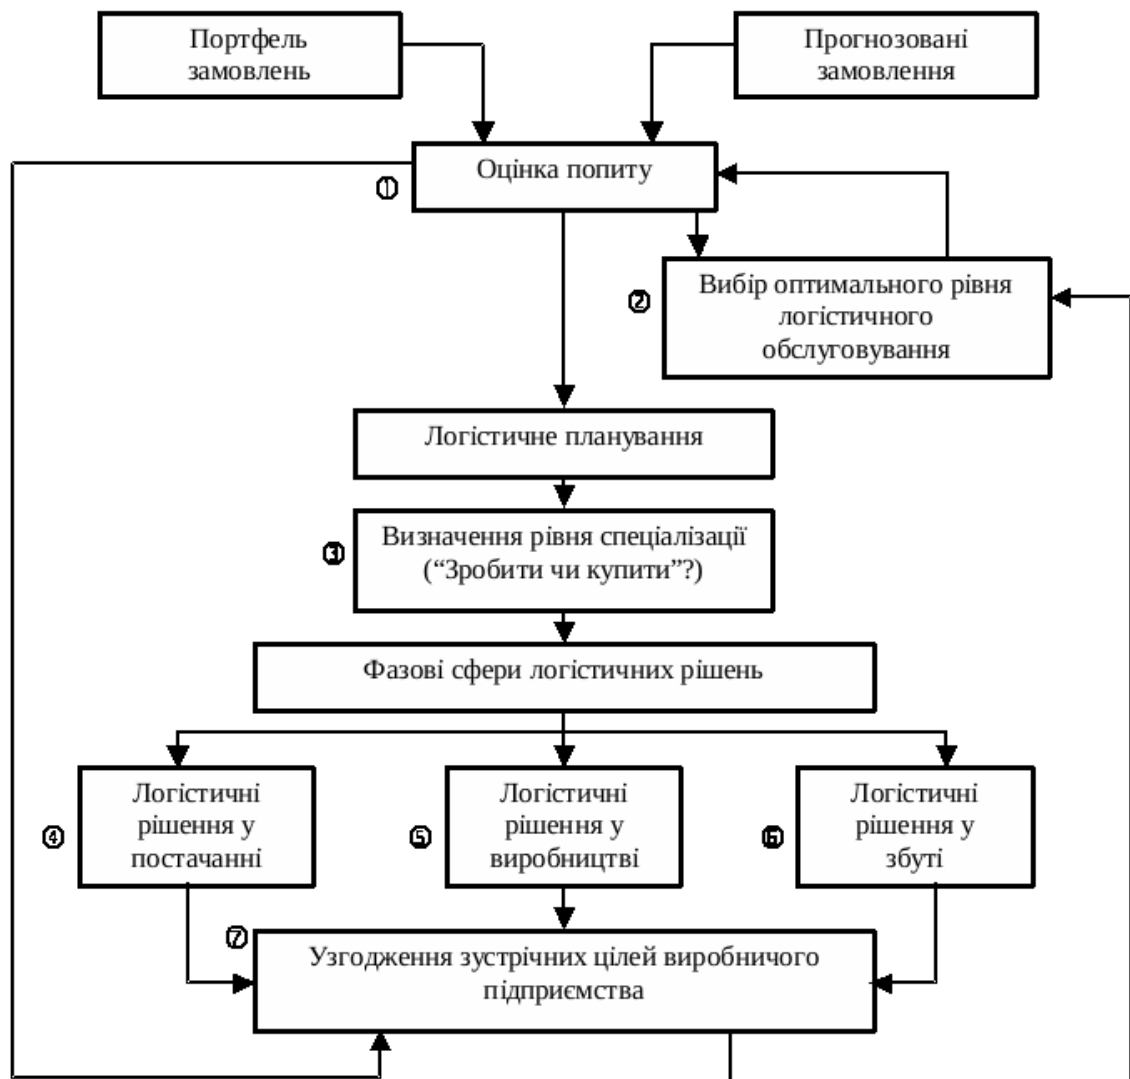 Портфель
замовлень
Прогнозовані
замовлення
Оцінка попиту
①
Вибір оптимального рівня
логістичного
обслуговування
②
Логістичне планування
Визначення рівня спеціалізації
(“Зробити чи купити”?)
③
Фазові сфери логістичних рішень
Логістичні
рішення у
постачанні
④
Логістичні
рішення у
виробництві
⑤
Логістичні
рішення у
збуті
⑥
⑦
Узгодження зустрічних цілей виробничого
підприємства